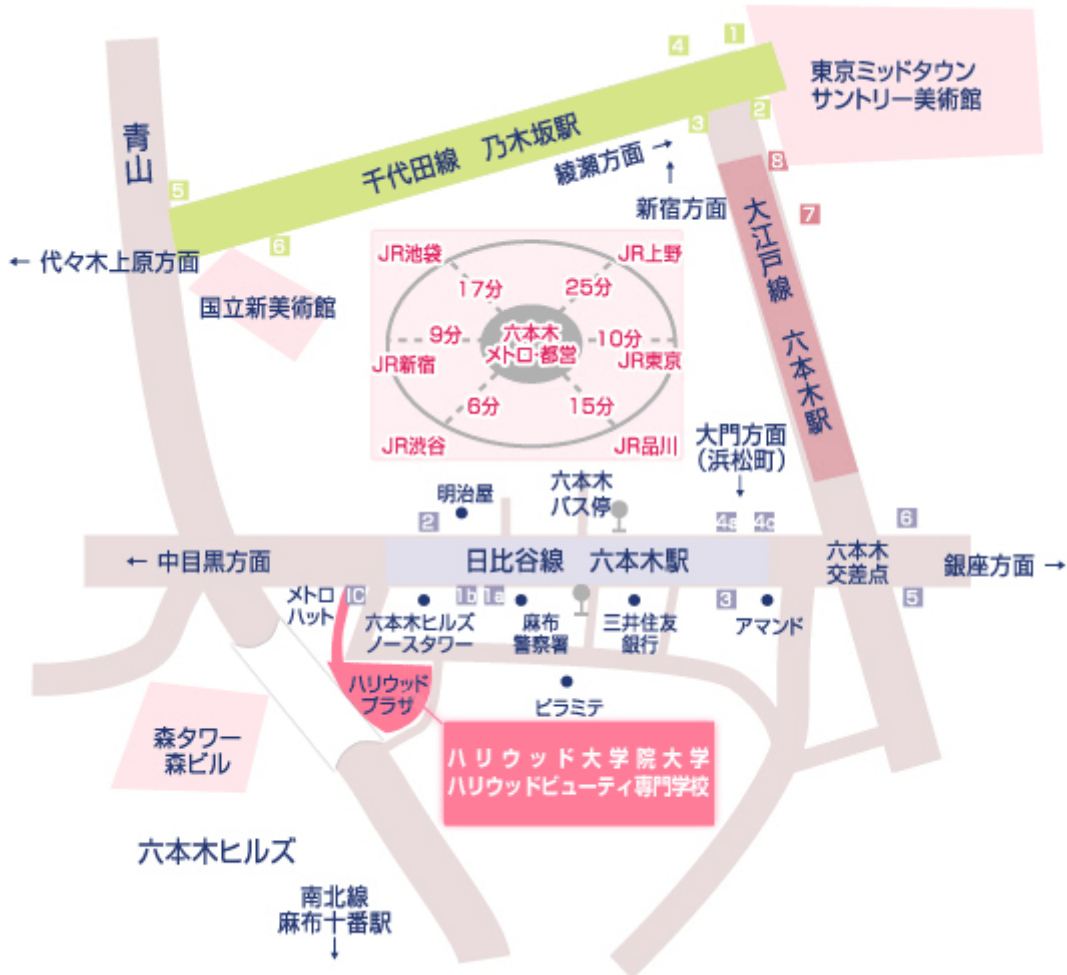 4
1
東京ミッドタウン
サントリー美術館
3
2
青山
千代田線 乃木坂駅
綾瀬方面 →
↑
新宿方面
8
7
5
6
← 代々木上原方面
国立新美術館
大江戸線 六本木駅
JR池袋
JR上野
17分
25分
9分
六本木
メトロ・都営
10分
JR新宿
JR東京
6分
15分
JR渋谷
JR品川
大門方面
(浜松町)
↓
明治屋
六本木
バス停
2
4a
4c
6
← 中目黒方面
日比谷線 六本木駅
六本木
交差点
銀座方面 →
メトロ
ハット
1C
1b
1a
3
5
六本木ヒルズ
ノースタワー
麻布
警察署
三井住友
銀行
アマンド
ハリウッド
プラザ
ピラミデ
森タワー
森ビル
ハリウッド大学院大学
ハリウッドビューティ専門学校
六本木ヒルズ
南北線
麻布十番駅
↓